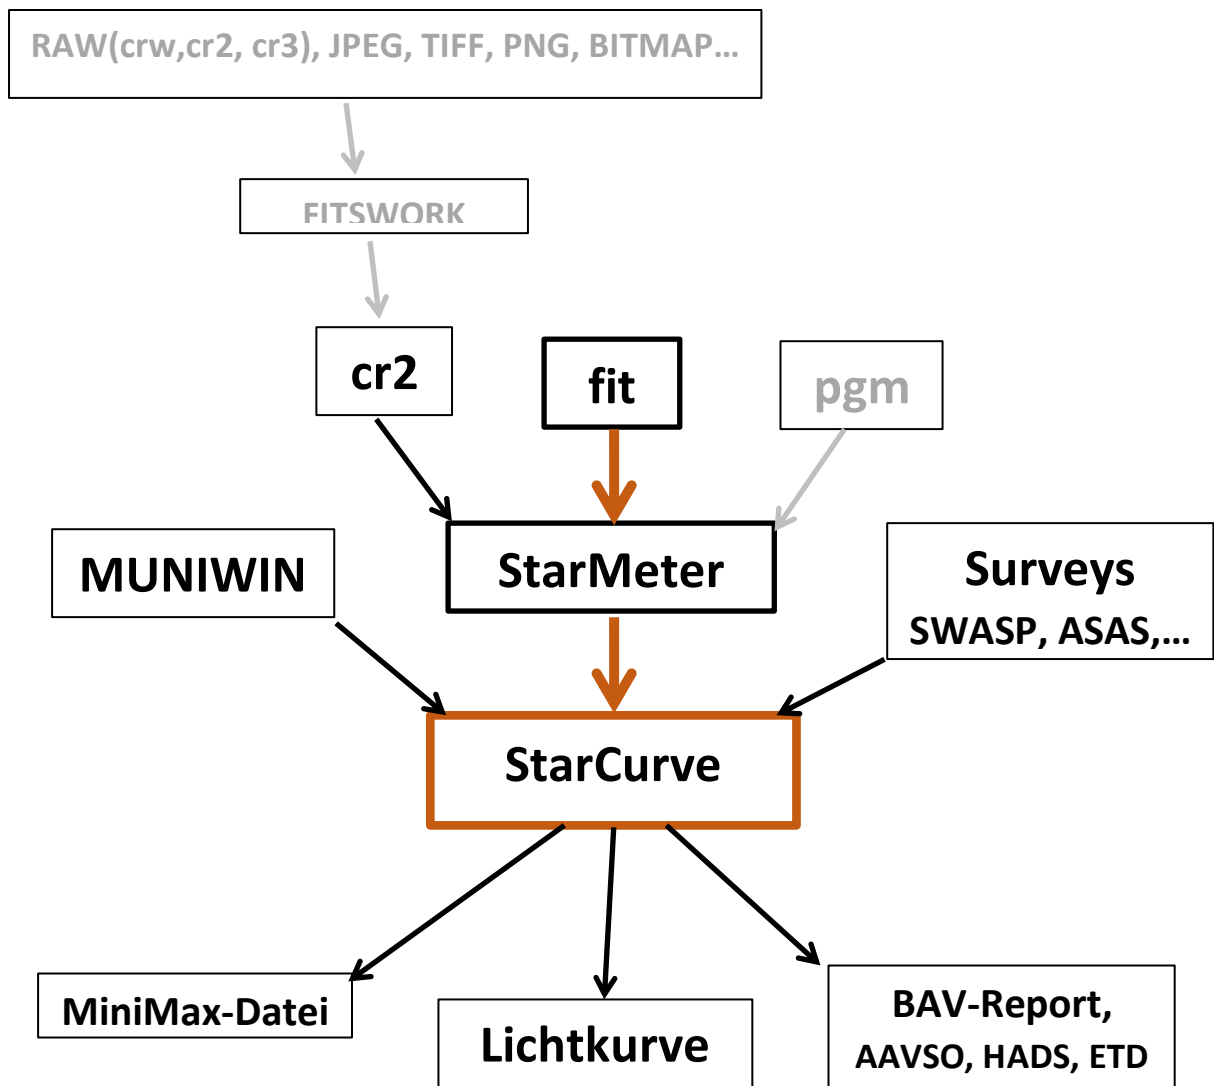 RAW(crw,cr2, cr3), JPEG, TIFF, PNG, BITMAP…
FITSWORK
cr2
fit
pgm
MUNIWIN
StarMeter
Surveys
SWASP, ASAS,…
StarCurve
MiniMax-Datei
Lichtkurve
BAV-Report,
AAVSO, HADS, ETD